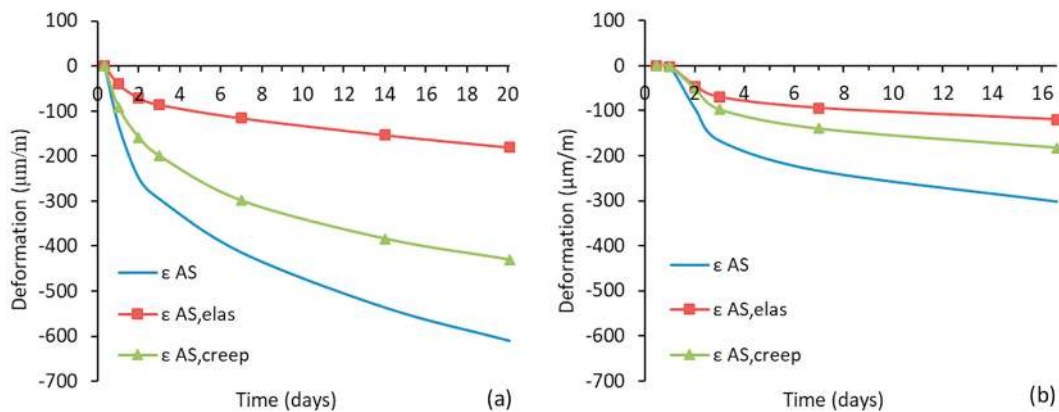 100
0
-100
-200
-300
-400
-500
-600
-700
0 2 4 6 8 10 12 14 16 18 20
Deformation (μm/m)
ε AS
ε AS,elas
ε AS,creep
Time (days)
(a)
100
0
-100
-200
-300
-400
-500
-600
-700
0 2 4 6 8 10 12 14 16
Deformation (μm/m)
ε AS
ε AS,elas
ε AS,creep
Time (days)
(b)